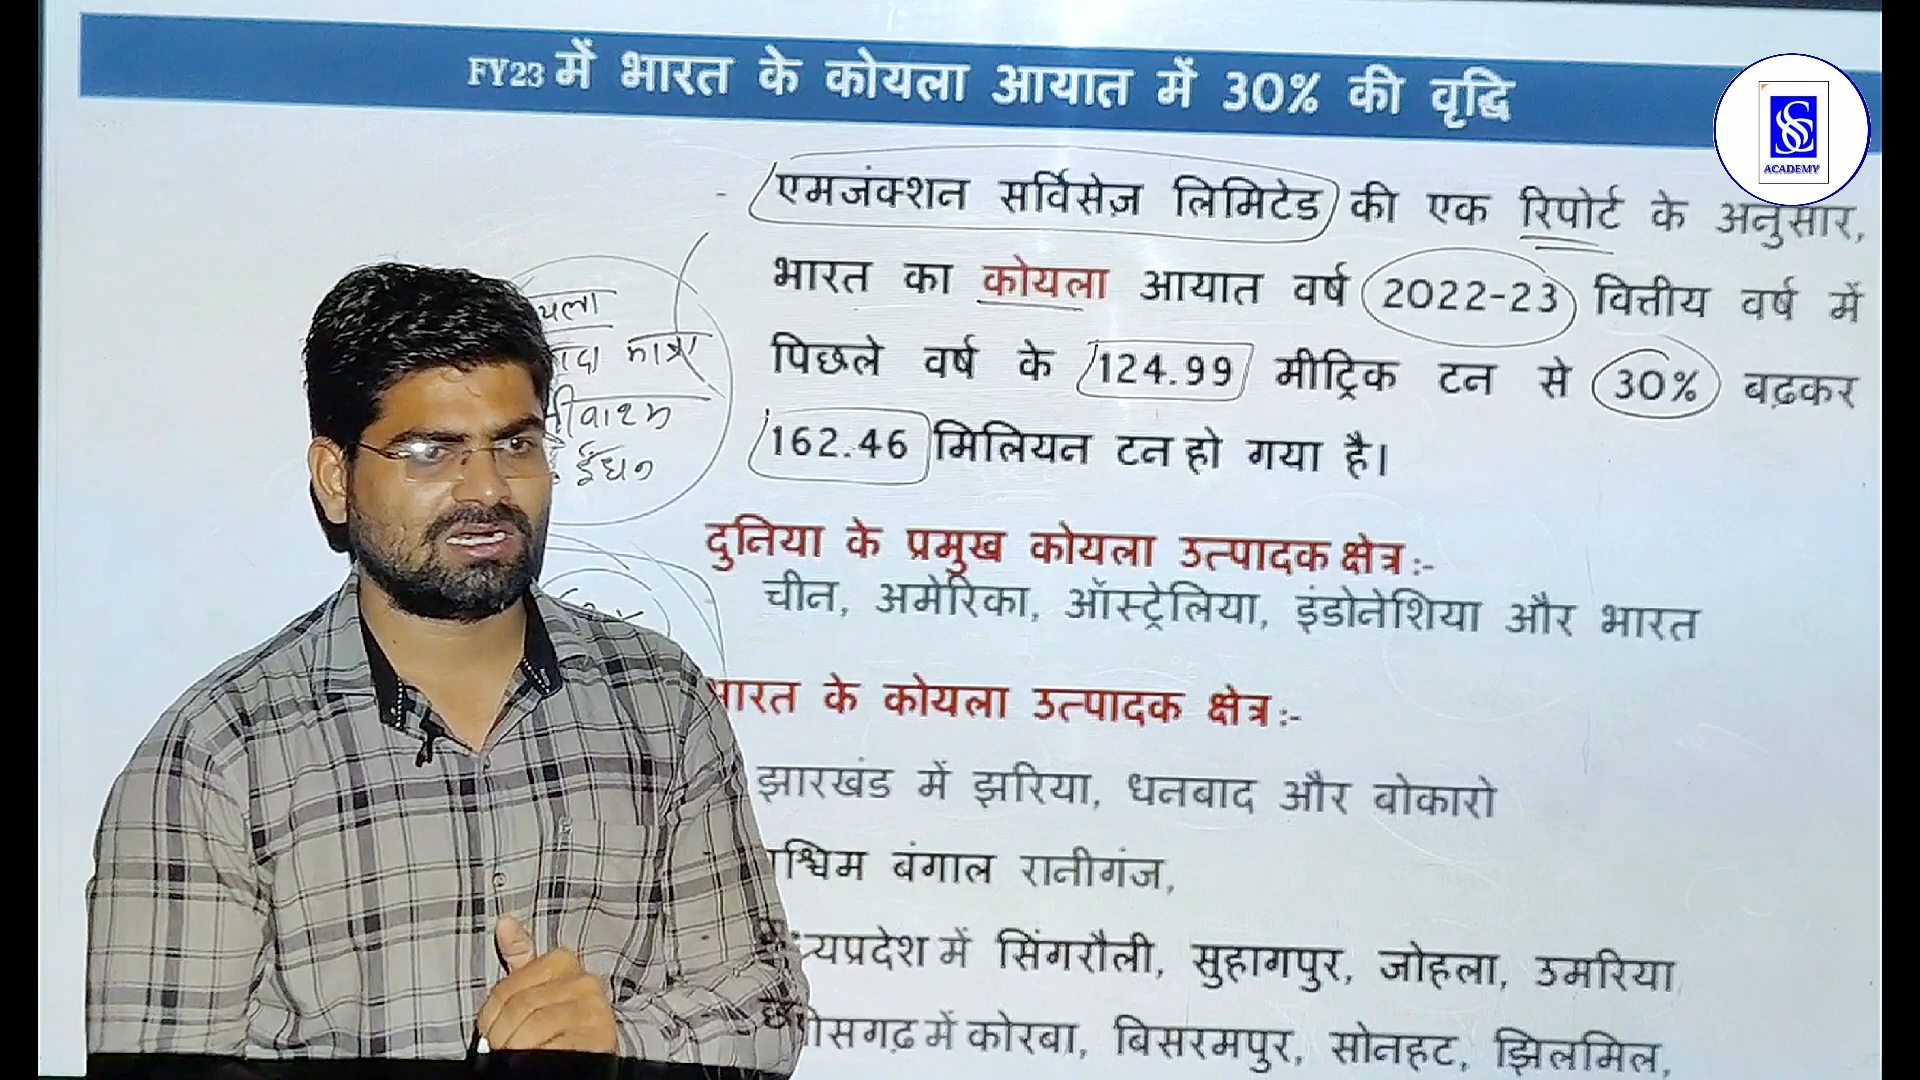 FY23 में भारत के कोयला आयात में 30% की वृद्धि
SS
ACADEMY
- एमजंक्शन सर्विसेज़ लिमिटेड की एक रिपोर्ट के अनुसार,
भारत का कोयला आयात वर्ष 2022-23 वित्तीय वर्ष में
पिछले वर्ष के 124.99 मीट्रिक टन से 30% बढ़कर
162.46 मिलियन टन हो गया है।
ईंधन
दुनिया के प्रमुख कोयला उत्पादक क्षेत्र:-
चीन, अमेरिका, ऑस्ट्रेलिया, इंडोनेशिया और भारत
भारत के कोयला उत्पादक क्षेत्र:-
झारखंड में झरिया, धनबाद और बोकारो
पश्चिम बंगाल रानीगंज,
मध्यप्रदेश में सिंगरौली, सुहागपुर, जोहला, उमरिया
छत्तीसगढ़ में कोरबा, बिसरमपुर, सोनहट, झिलमिल,